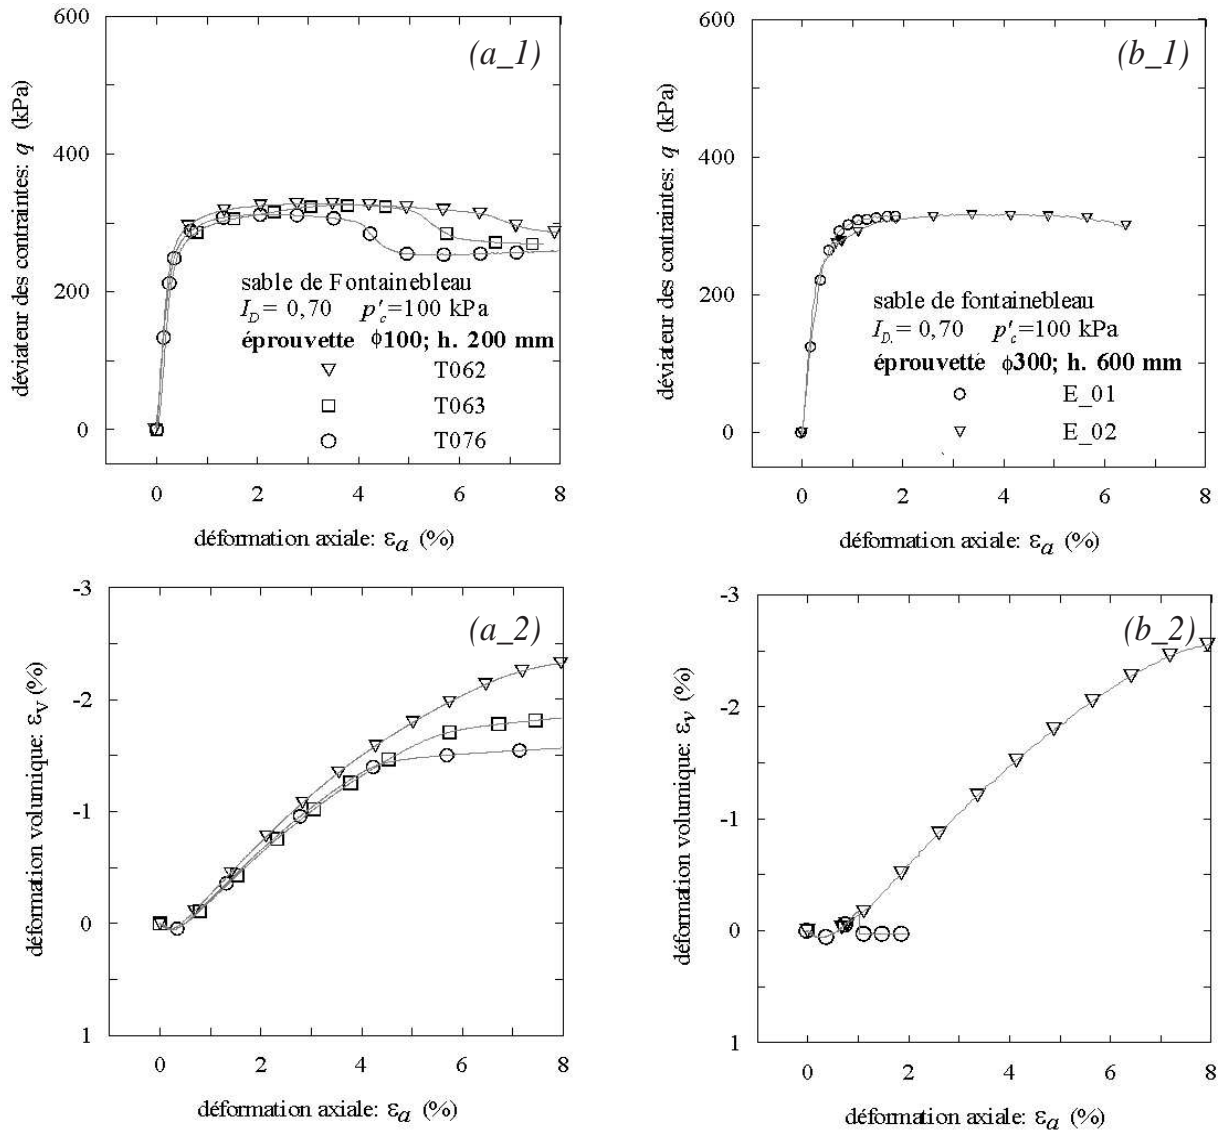 600
400
200
0
0
2
4
6
8
(a_1)
déviateur des contraintes: q (kPa)
sable de Fontainebleau
I_D = 0,70 p'_c=100 kPa
éprouvette ϕ100; h. 200 mm
T062
T063
T076
déformation axiale: ε_a (%)
600
400
200
0
0
2
4
6
8
(b_1)
déviateur des contraintes: q (kPa)
sable de fontainebleau
I_D. = 0,70 p'_c=100 kPa
éprouvette ϕ300; h. 600 mm
E_01
E_02
déformation axiale: ε_a (%)
-3
-2
-1
0
1
0
2
4
6
8
(a_2)
déformation volumique: ε_v (%)
déformation axiale: ε_a (%)
-3
-2
-1
0
1
0
2
4
6
8
(b_2)
déformation volumique: ε_v (%)
déformation axiale: ε_a (%)